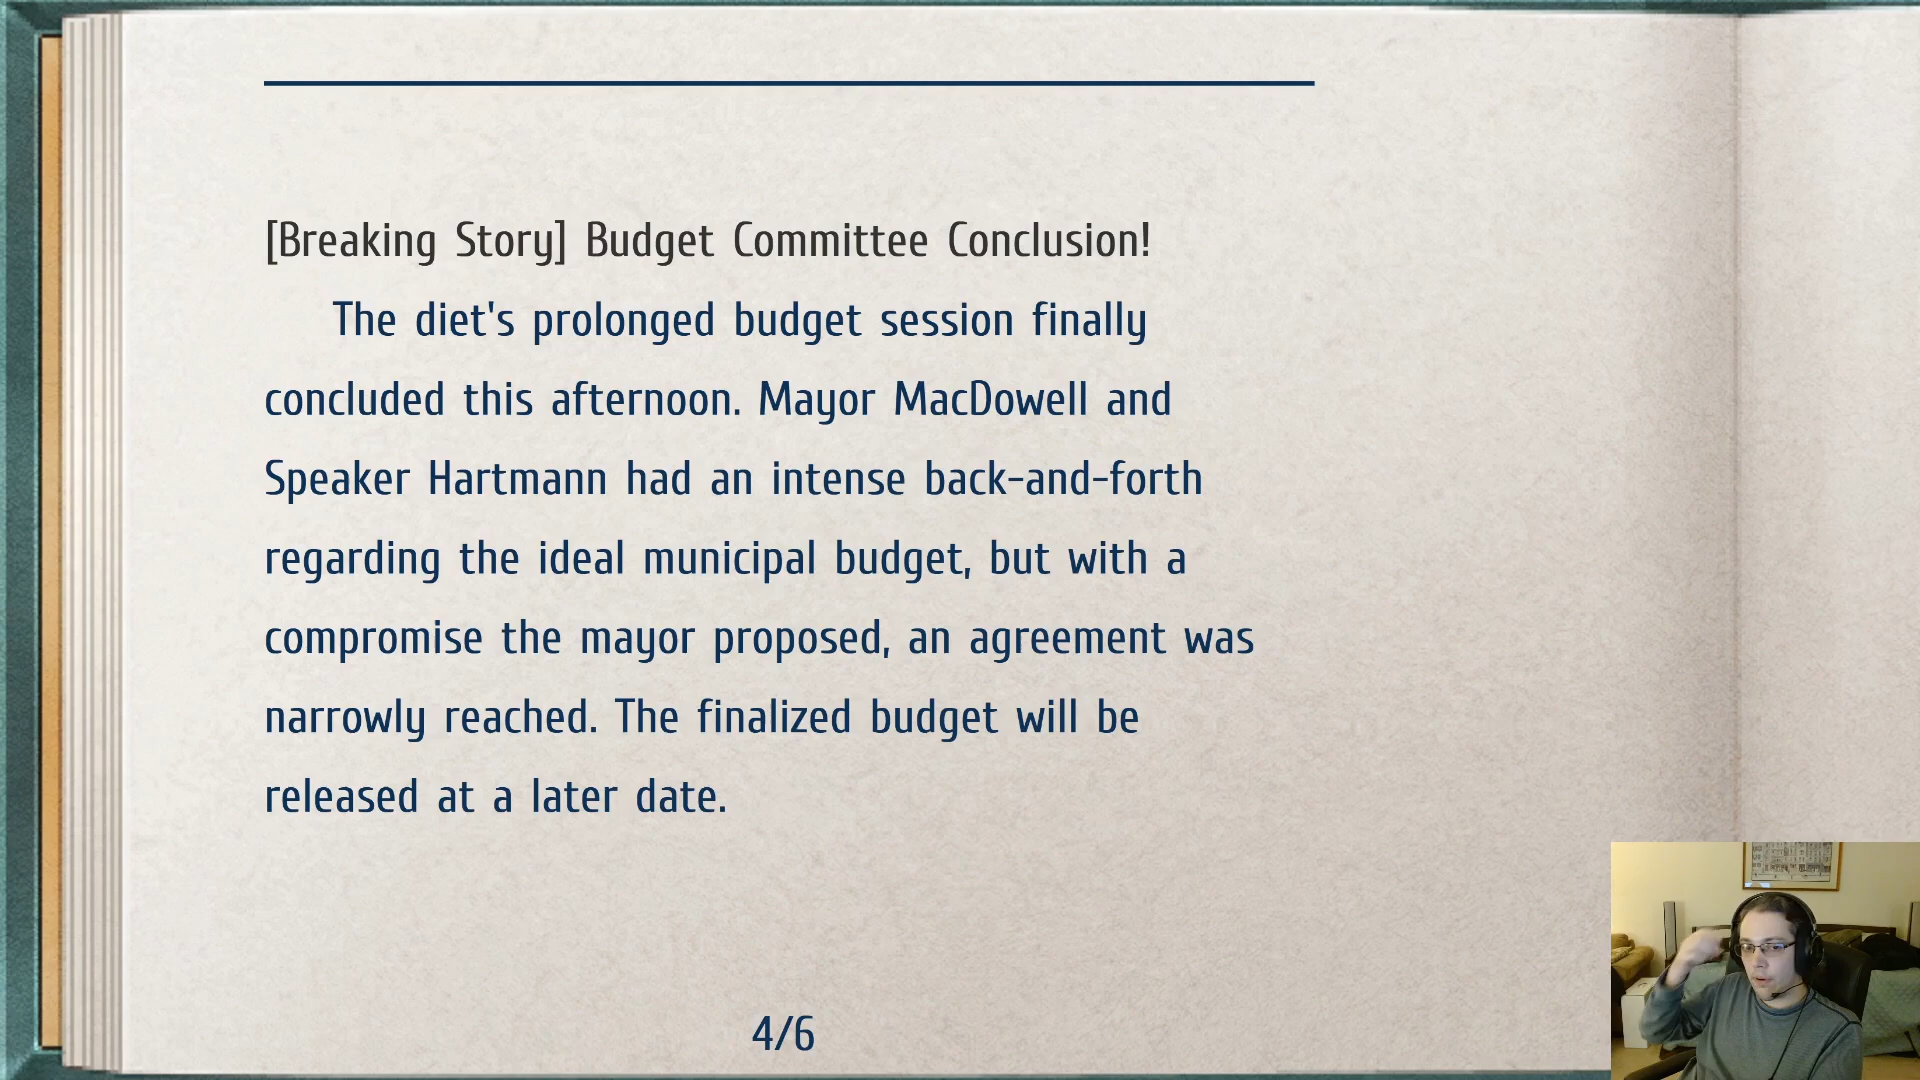 [Breaking Story] Budget Committee Conclusion!
The diet's prolonged budget session finally
concluded this afternoon. Mayor MacDowell and
Speaker Hartmann had an intense back-and-forth
regarding the ideal municipal budget, but with a
compromise the mayor proposed, an agreement was
narrowly reached. The finalized budget will be
released at a later date.
4/6